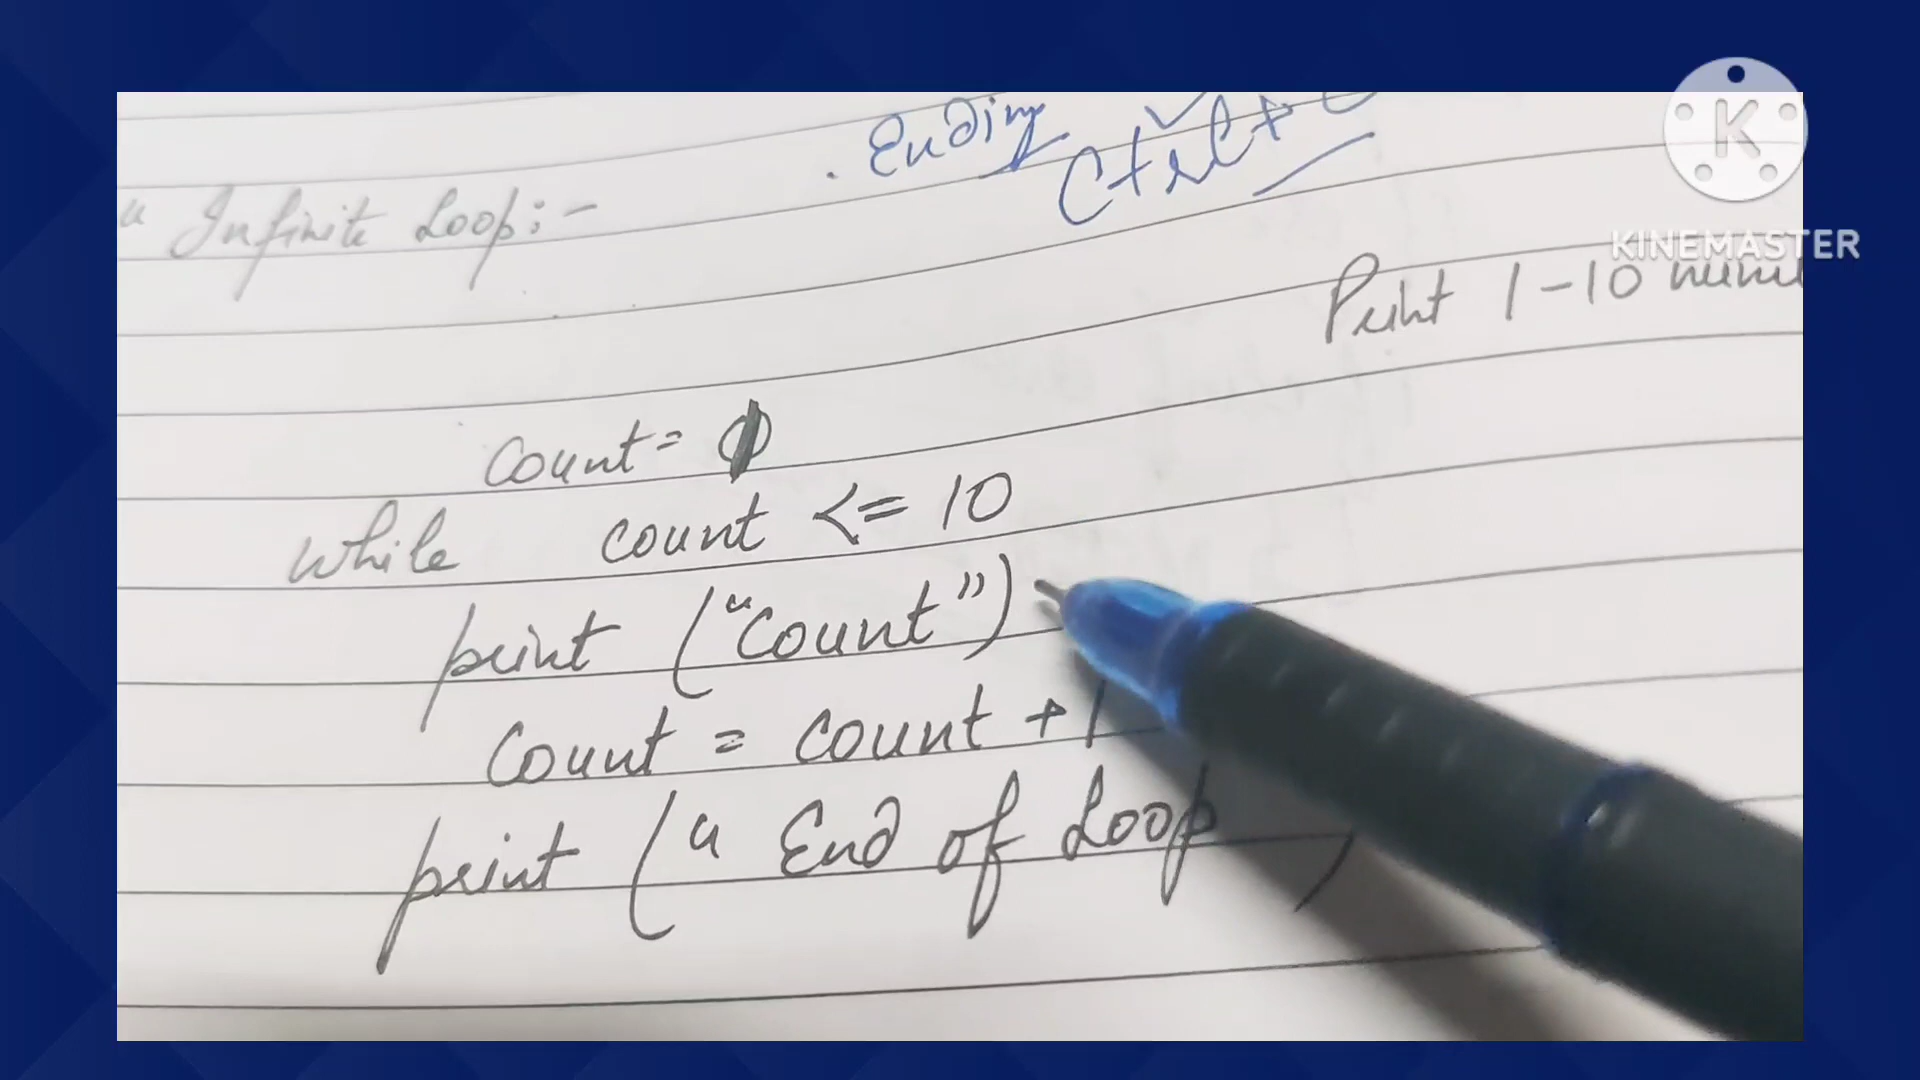 . Ending Ctrl +
" Infinite Loop:-
KINEMASTER
Print 1-10
Count=
while count <= 10
print ("Count")
Count = count +1
print (" End of Loop )